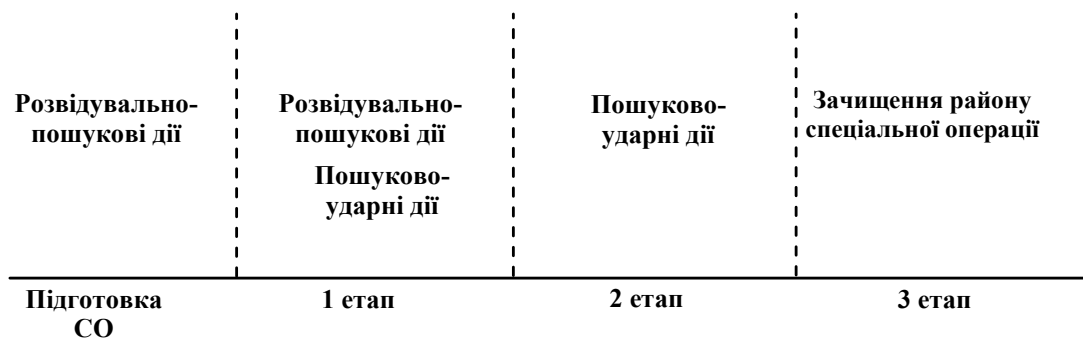 Розвідувально-
пошукові дії
Розвідувально-
пошукові дії
Пошуково-
ударні дії
Пошуково-
ударні дії
Зачищення району
спеціальної операції
Підготовка
СО
1 етап
2 етап
3 етап